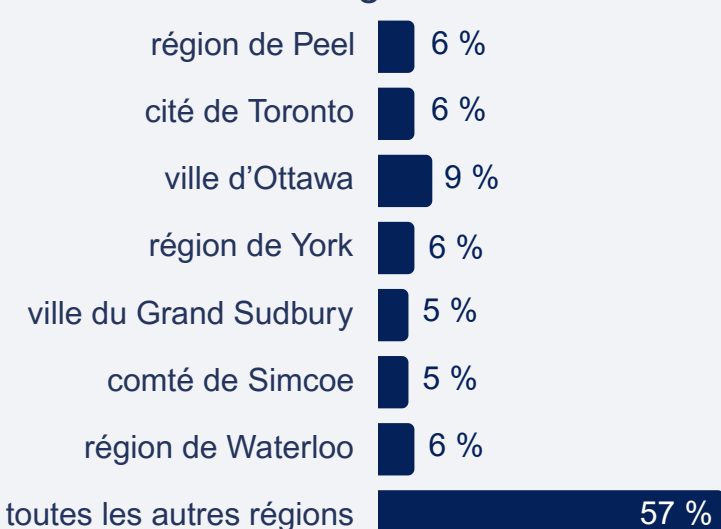 région de Peel 6 %
cité de Toronto 6 %
ville d’Ottawa 9 %
région de York 6 %
ville du Grand Sudbury 5 %
comté de Simcoe 5 %
région de Waterloo 6 %
toutes les autres régions 57 %